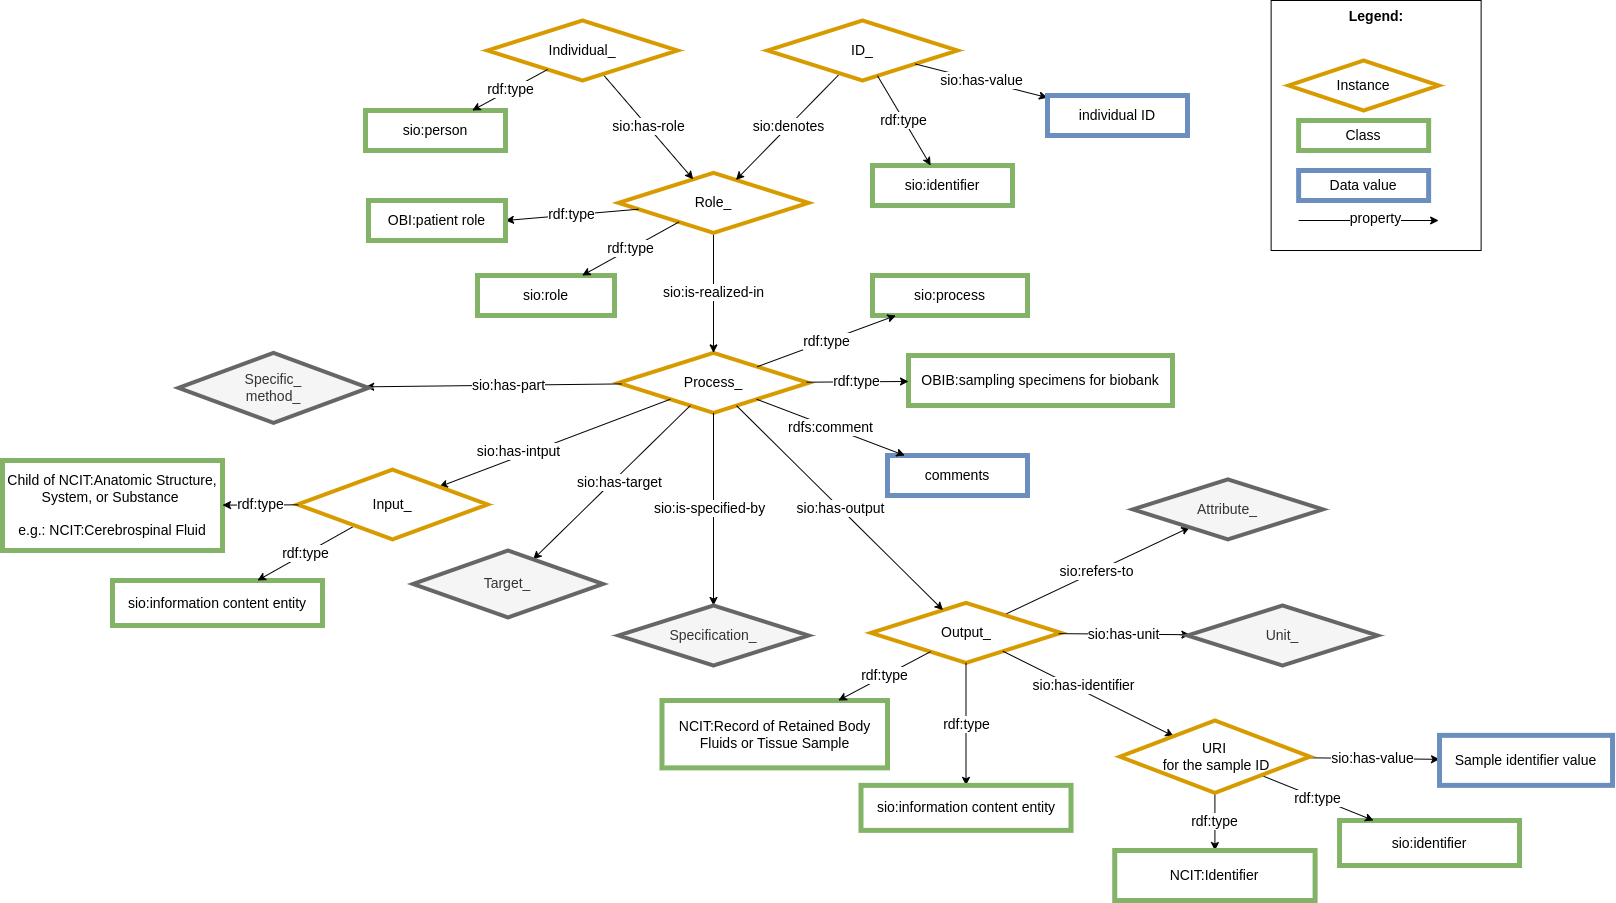 Legend:
Individual_
ID_
rdf:type
sio:has-value
Instance
individual ID
sio:person
sio:has-role
sio:denotes
rdf:type
Class
sio:identifier
Data value
Role_
OBI:patient role
rdf:type
property
rdf:type
sio:role
sio:is-realized-in
sio:process
rdf:type
Specific_
method_
sio:has-part
Process_
rdf:type
OBIB:sampling specimens for biobank
rdfs:comment
sio:has-intput
comments
Child of NCIT:Anatomic Structure,
System, or Substance
e.g.: NCIT:Cerebrospinal Fluid
rdf:type
Input_
sio:has-target
sio:is-specified-by
sio:has-output
Attribute_
rdf:type
sio:information content entity
Target_
sio:refers-to
Specification_
Output_
sio:has-unit
Unit_
rdf:type
sio:has-identifier
NCIT:Record of Retained Body
Fluids or Tissue Sample
rdf:type
URI
for the sample ID
sio:has-value
Sample identifier value
sio:information content entity
rdf:type
rdf:type
sio:identifier
NCIT:Identifier